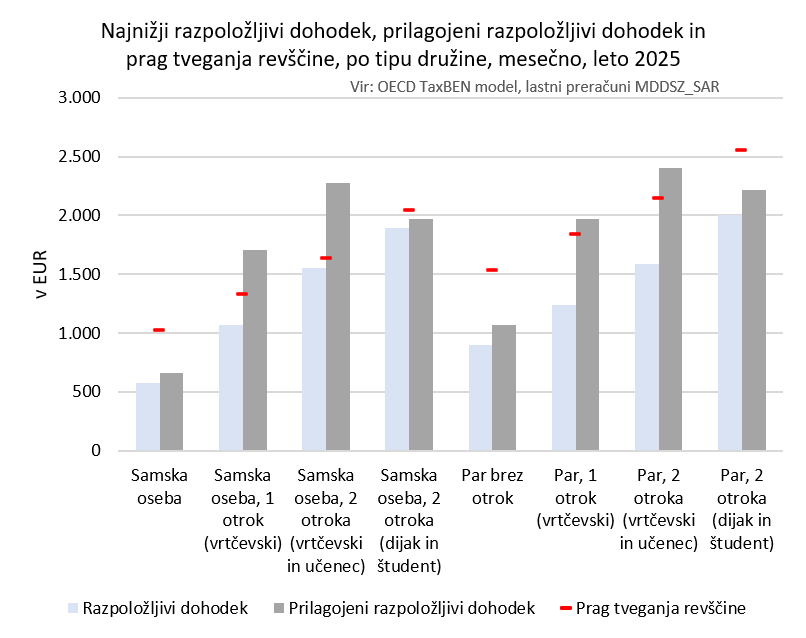 Najnižji razpoložljivi dohodek, prilagojeni razpoložljivi dohodek in
prag tveganja revščine, po tipu družine, mesečno, leto 2025
Vir: OECD TaxBEN model, lastni preračuni MDDSZ_SAR
v EUR
3.000
2.500
2.000
1.500
1.000
500
0
Samska
oseba
Samska
oseba, 1
otrok
(vrtčevski)
Samska
oseba, 2
otroka
(vrtčevski
in učenec)
Samska
oseba, 2
otroka
(dijak in
študent)
Par brez
otrok
Par, 1
otrok
(vrtčevski)
Par, 2
otroka
(vrtčevski
in učenec)
Par, 2
otroka
(dijak in
študent)
Razpoložljivi dohodek
Prilagojeni razpoložljivi dohodek
Prag tveganja revščine